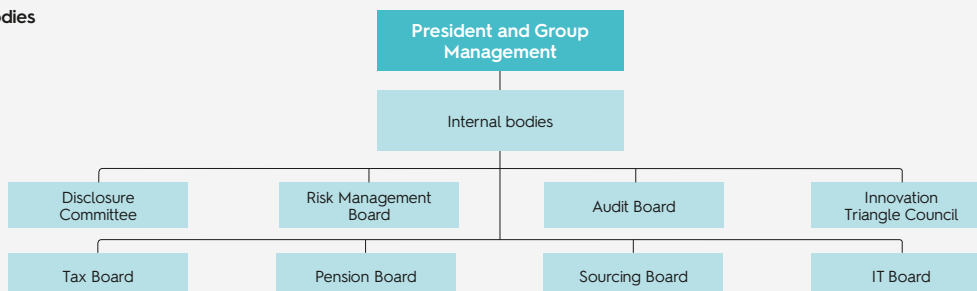 dies
President and Group
Management
Internal bodies
Disclosure
Committee
Risk Management
Board
Audit Board
Innovation
Triangle Council
Tax Board
Pension Board
Sourcing Board
IT Board